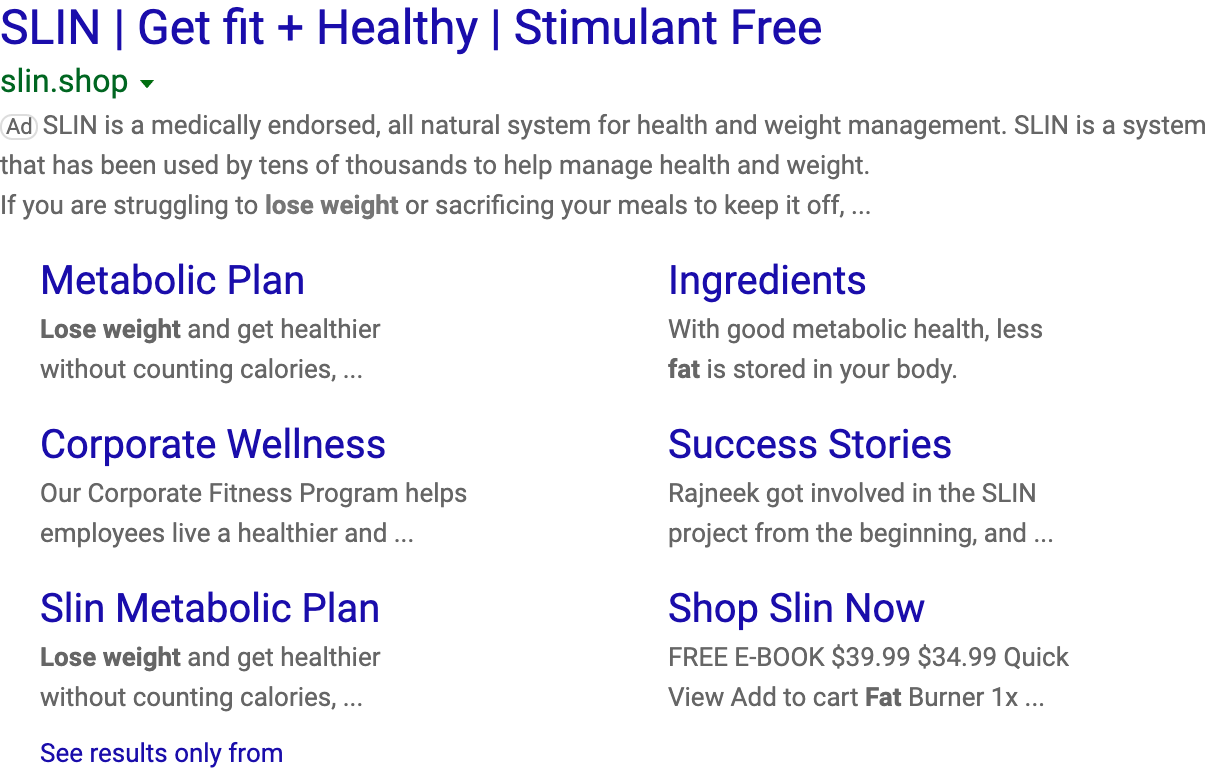 SLIN | Get fit + Healthy | Stimulant Free
slin.shop
Ad SLIN is a medically endorsed, all natural system for health and weight management. SLIN is a system
that has been used by tens of thousands to help manage health and weight.
If you are struggling to lose weight or sacrificing your meals to keep it off, ...
Metabolic Plan
Lose weight and get healthier
without counting calories, ...
Ingredients
With good metabolic health, less
fat is stored in your body.
Corporate Wellness
Our Corporate Fitness Program helps
employees live a healthier and ...
Success Stories
Rajneek got involved in the SLIN
project from the beginning, and ...
Slin Metabolic Plan
Lose weight and get healthier
without counting calories, ...
Shop Slin Now
FREE E-BOOK $39.99 $34.99 Quick
View Add to cart Fat Burner 1x ...
See results only from